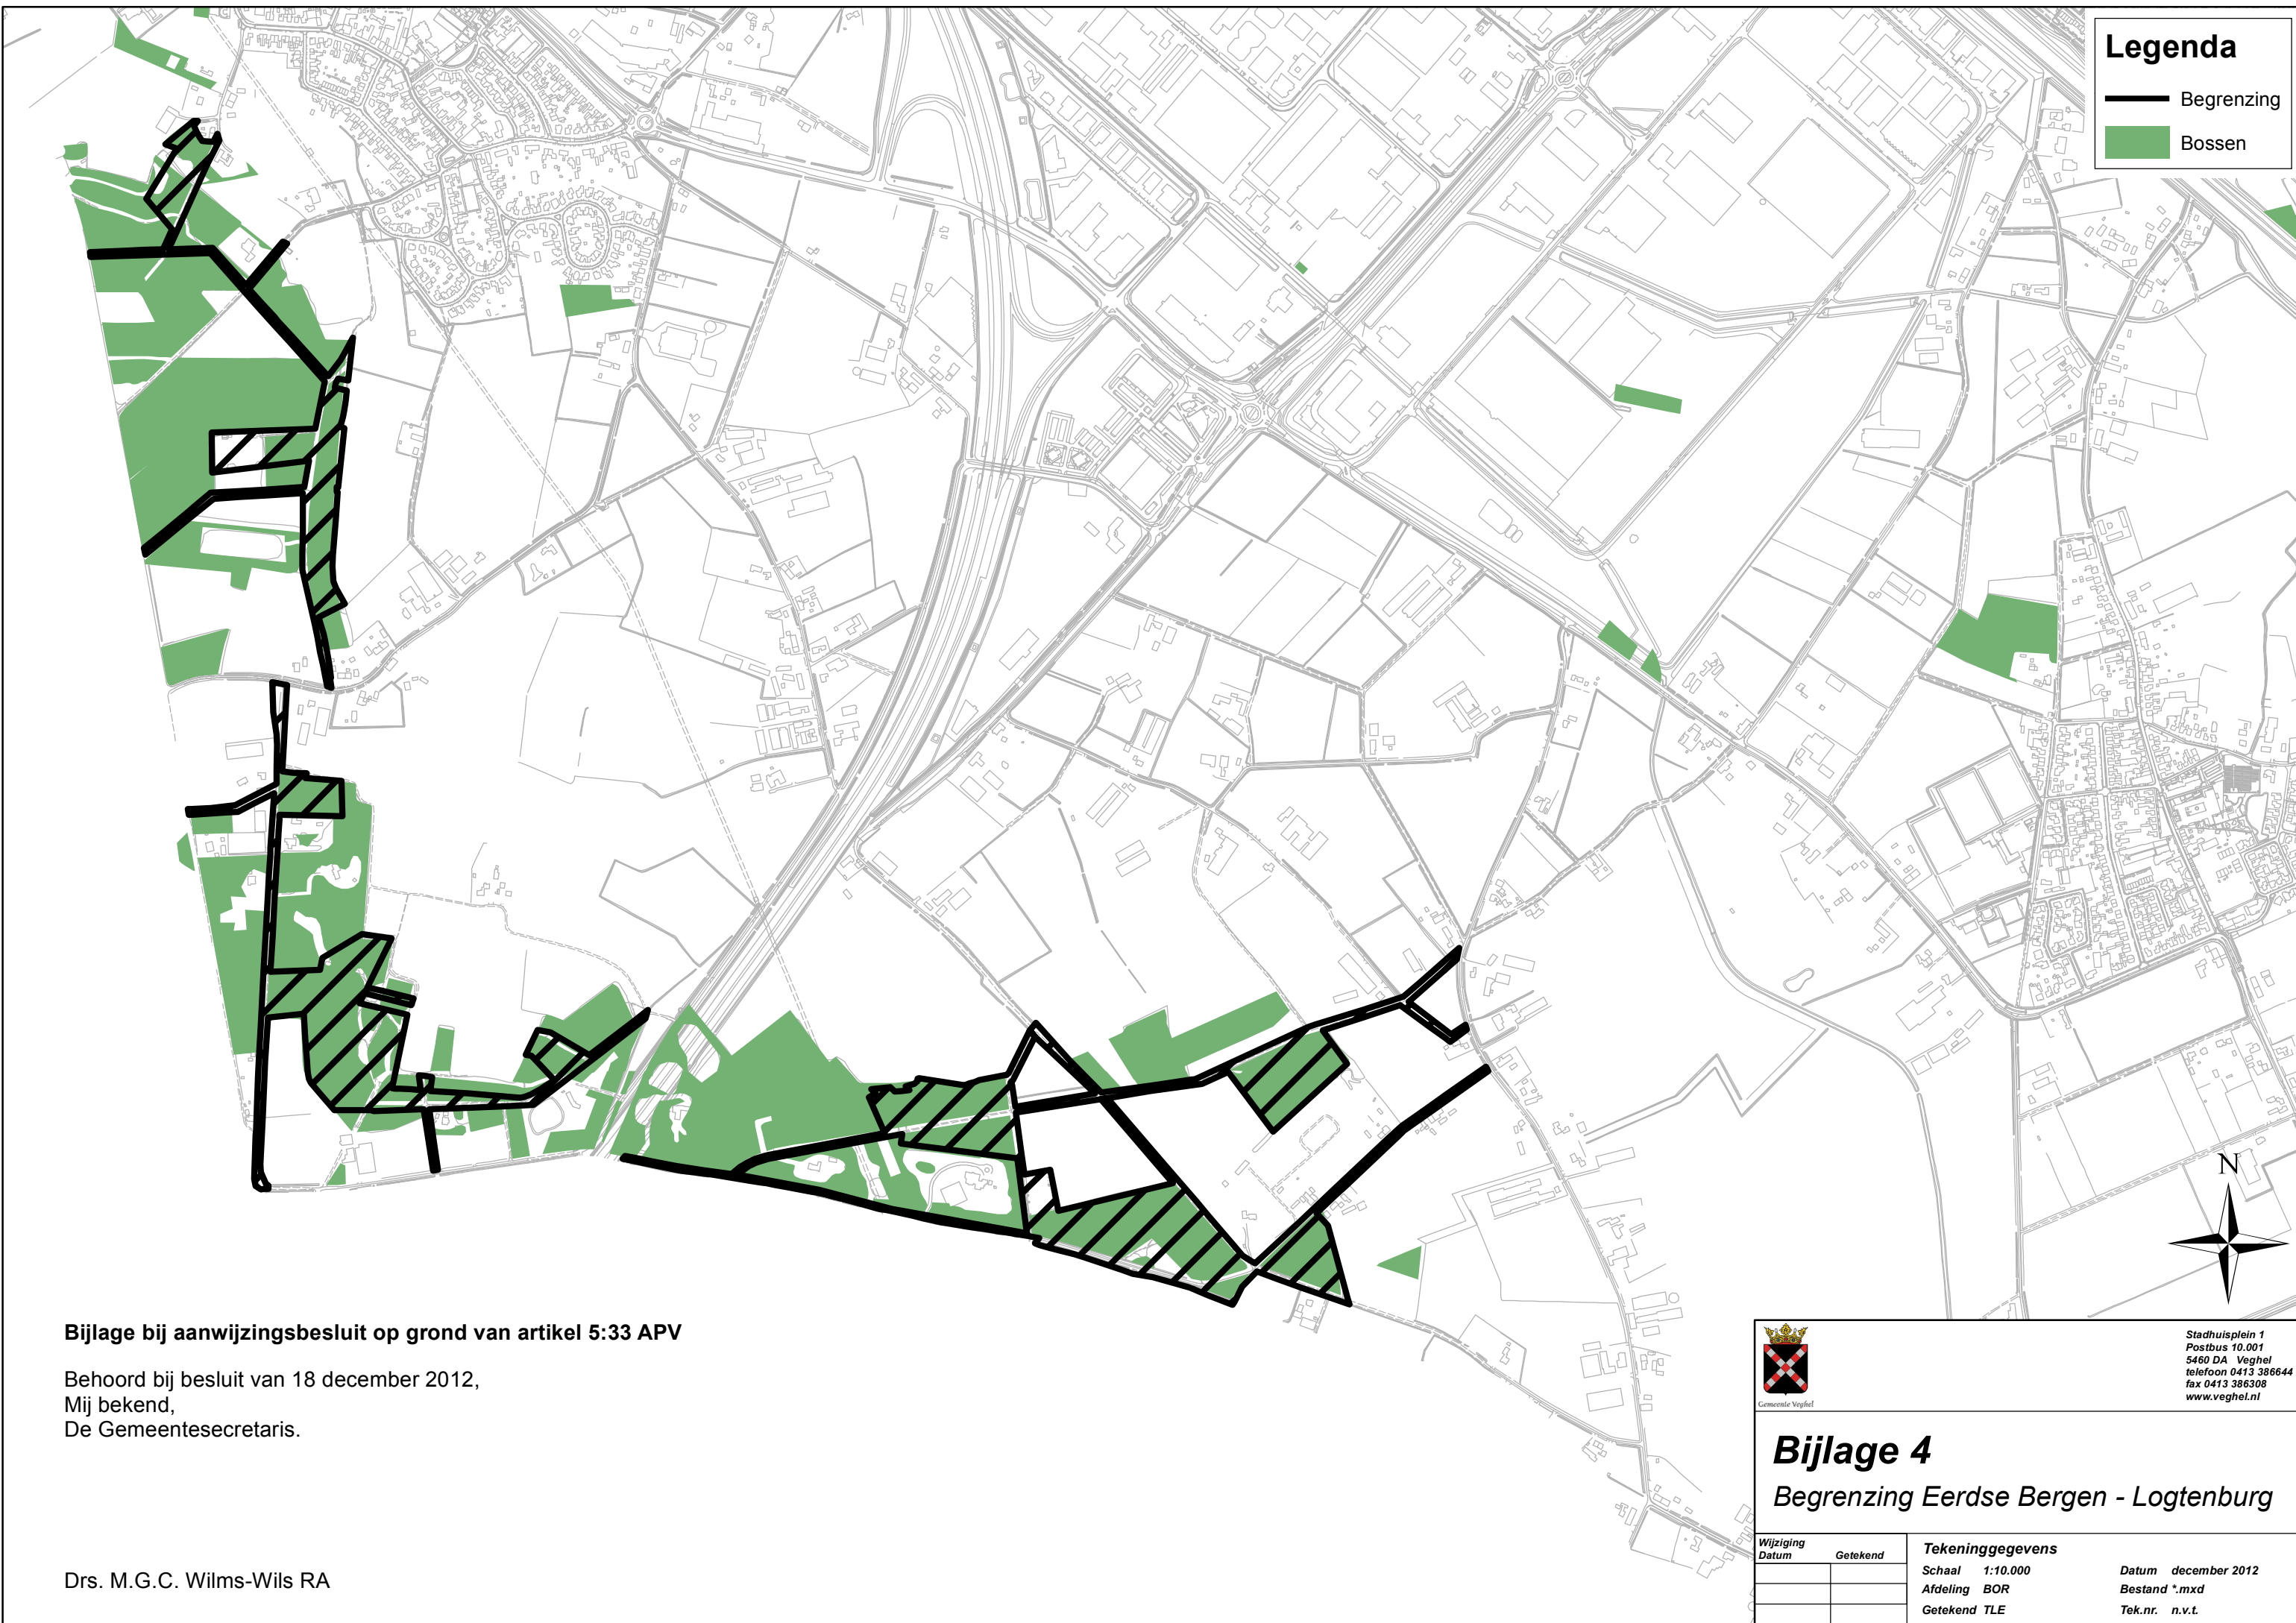 Legenda
Begrenzing
Bossen
N
Bijlage bij aanwijzingsbesluit op grond van artikel 5:33 APV
Behoord bij besluit van 18 december 2012,
Mij bekend,
De Gemeentesecretaris.
Drs. M.G.C. Wilms-Wils RA
Gemeente Veghel
Stadhuisplein 1
Postbus 10.001
5460 DA Veghel
telefoon 0413 386644
fax 0413 386308
www.veghel.nl
Bijlage 4
Begrenzing Eerdse Bergen - Logtenburg
Wijziging
Datum Getekend
Tekeninggegevens
Schaal 1:10.000 Datum december 2012
Afdeling BOR Bestand *.mxd
Getekend TLE Tek.nr. n.v.t.